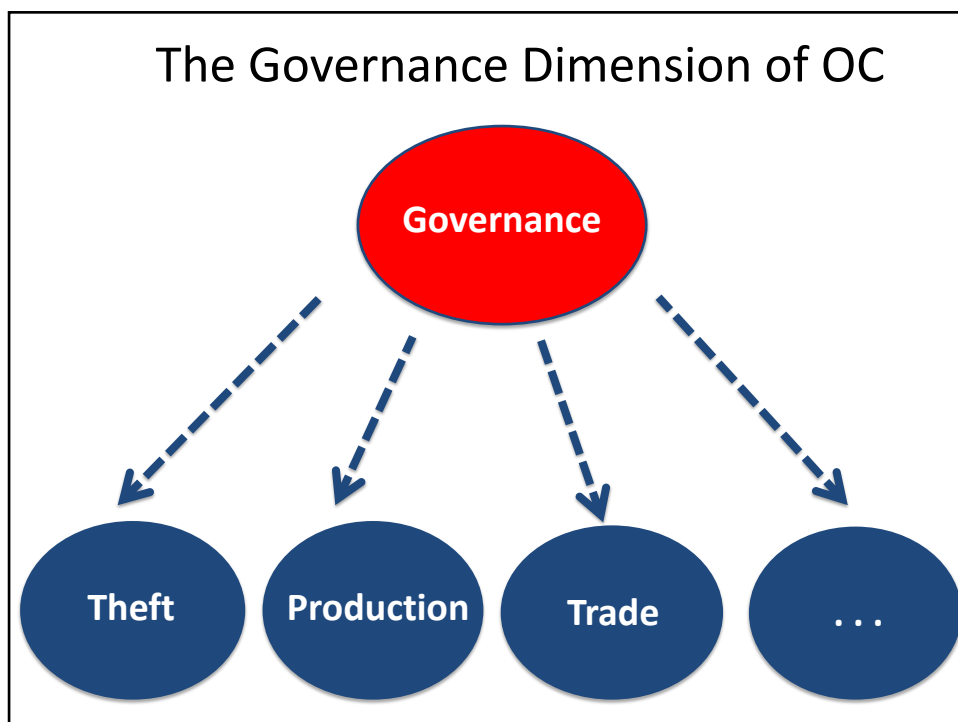 The Governance Dimension of OC
Governance
Theft
Production
Trade
. . .